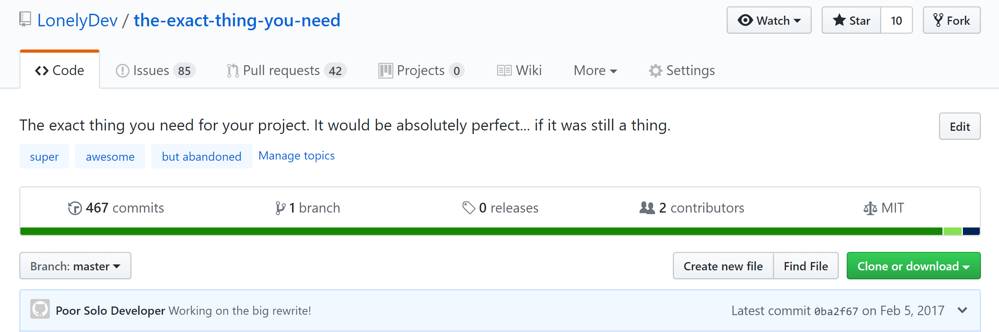 LonelyDev / the-exact-thing-you-need Watch Star 10 Fork
Code Issues 85 Pull requests 42 Projects 0 Wiki More Settings
The exact thing you need for your project. It would be absolutely perfect... if it was still a thing. Edit
super awesome but abandoned Manage topics
467 commits 1 branch 0 releases 2 contributors MIT
Branch: master Create new file Find File Clone or download
Poor Solo Developer Working on the big rewrite! Latest commit 0ba2f67 on Feb 5, 2017